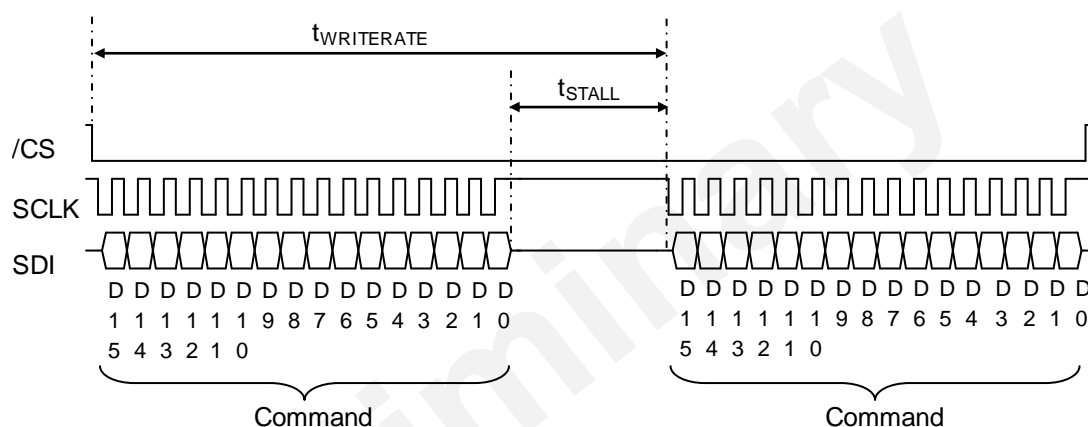 tWRITERATE
tSTALL
/CS
SCLK
SDI
D D D D D D D D D D D D D D D D
1 1 1 1 1 1 9 8 7 6 5 4 3 2 1 0
5 4 3 2 1 0
D D D D D D D D D D D D D D D D
1 1 1 1 1 1 9 8 7 6 5 4 3 2 1 0
5 4 3 2 1 0
Command
Command
minary